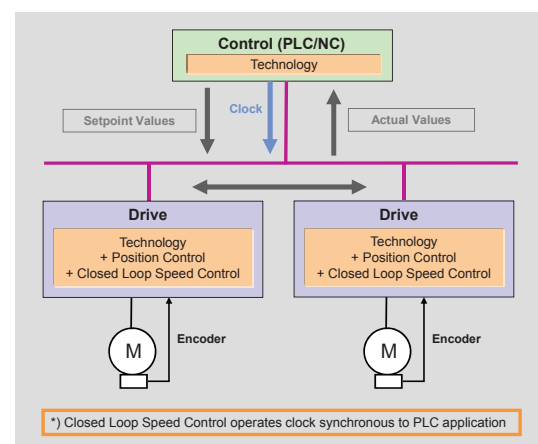 Control (PLC/NC)
Technology
Setpoint Values
Clock
Actual Values
Drive
Technology
+ Position Control
+ Closed Loop Speed Control
Drive
Technology
+ Position Control
+ Closed Loop Speed Control
M
Encoder
M
Encoder
*) Closed Loop Speed Control operates clock synchronous to PLC application